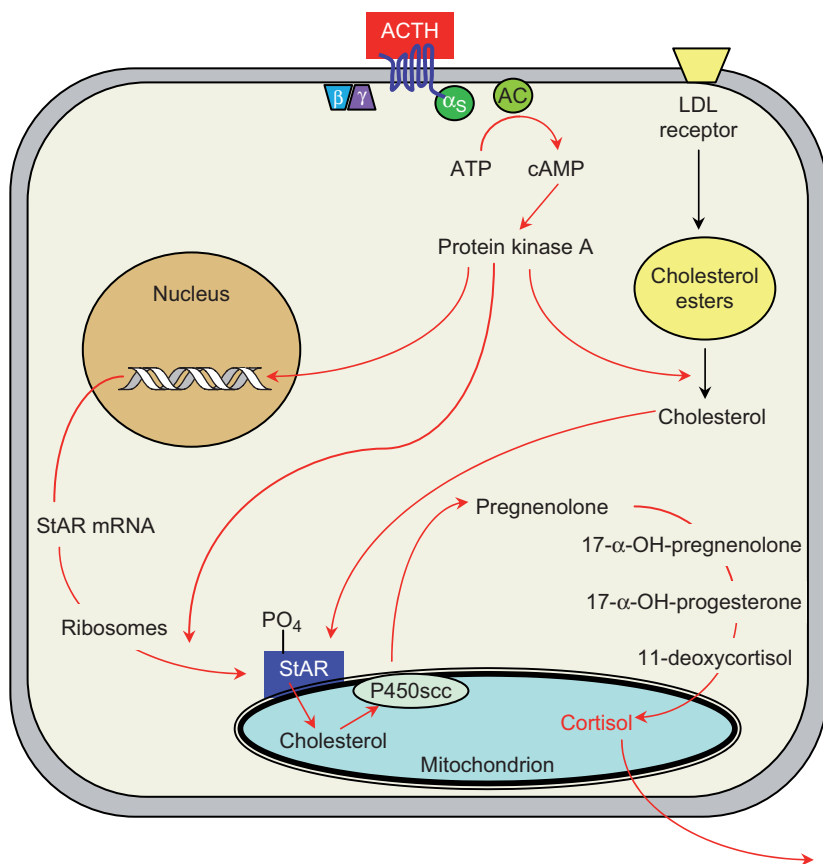 ACTH
β γ
αS
AC
LDL
receptor
ATP cAMP
Protein kinase A
Nucleus
Cholesterol
esters
Cholesterol
Pregnenolone
StAR mRNA
17-α-OH-pregnenolone
17-α-OH-progesterone
Ribosomes
PO4
11-deoxycortisol
StAR
P450scc
Cholesterol
Cortisol
Mitochondrion